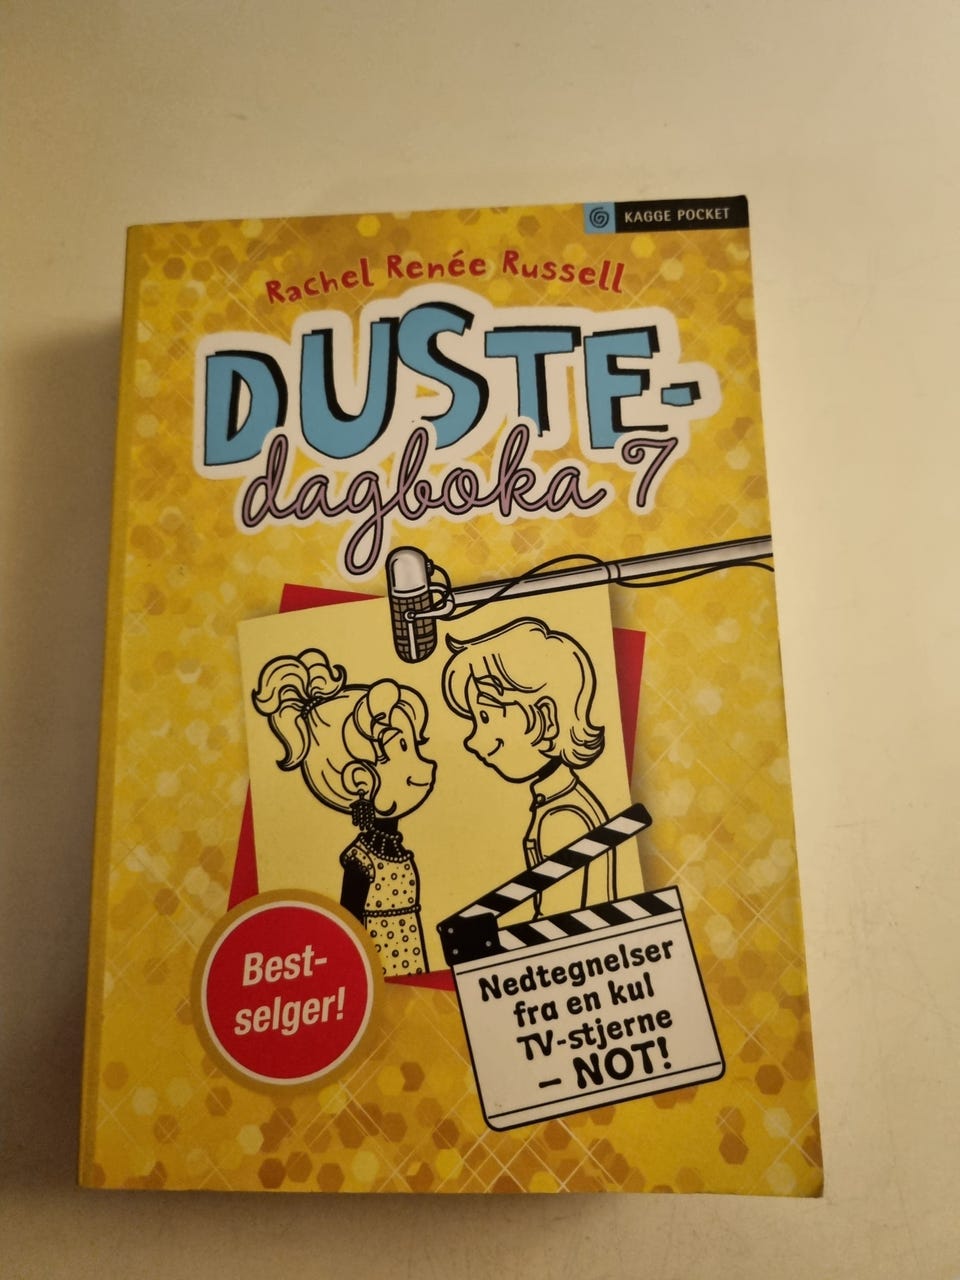 KAGGE POCKET
Rachel Renée Russell
DUSTE-
dagboka 7
Best-
selger!
Nedtegnelser
fra en kul
TV-stjerne
– NOT!